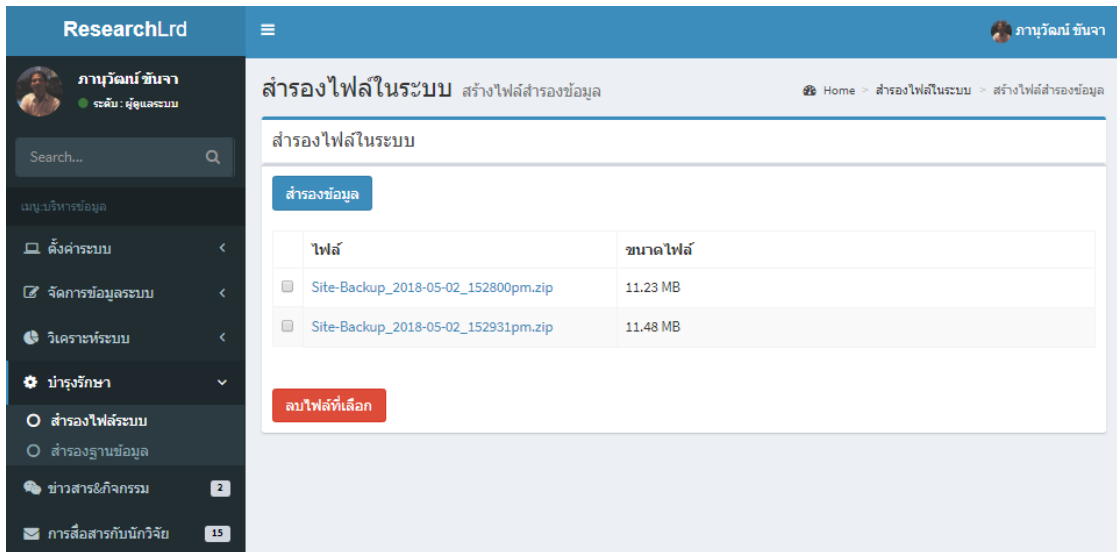 ResearchLrd
ภานุวัฒน์ ขันจา
ภานุวัฒน์ ขันจา
ระดับ : ผู้ดูแลระบบ
Search...
เมนู:บริหารข้อมูล
ตั้งค่าระบบ
จัดการข้อมูลระบบ
วิเคราะห์ระบบ
บำรุงรักษา
สำรองไฟล์ระบบ
สำรองฐานข้อมูล
ข่าวสาร&กิจกรรม 2
การสื่อสารกับนักวิจัย 15
สำรองไฟล์ในระบบ สร้างไฟล์สำรองข้อมูล
Home > สำรองไฟล์ในระบบ > สร้างไฟล์สำรองข้อมูล
สำรองไฟล์ในระบบ
สำรองข้อมูล
ไฟล์ ขนาดไฟล์
Site-Backup_2018-05-02_152800pm.zip 11.23 MB
Site-Backup_2018-05-02_152931pm.zip 11.48 MB
ลบไฟล์ที่เลือก